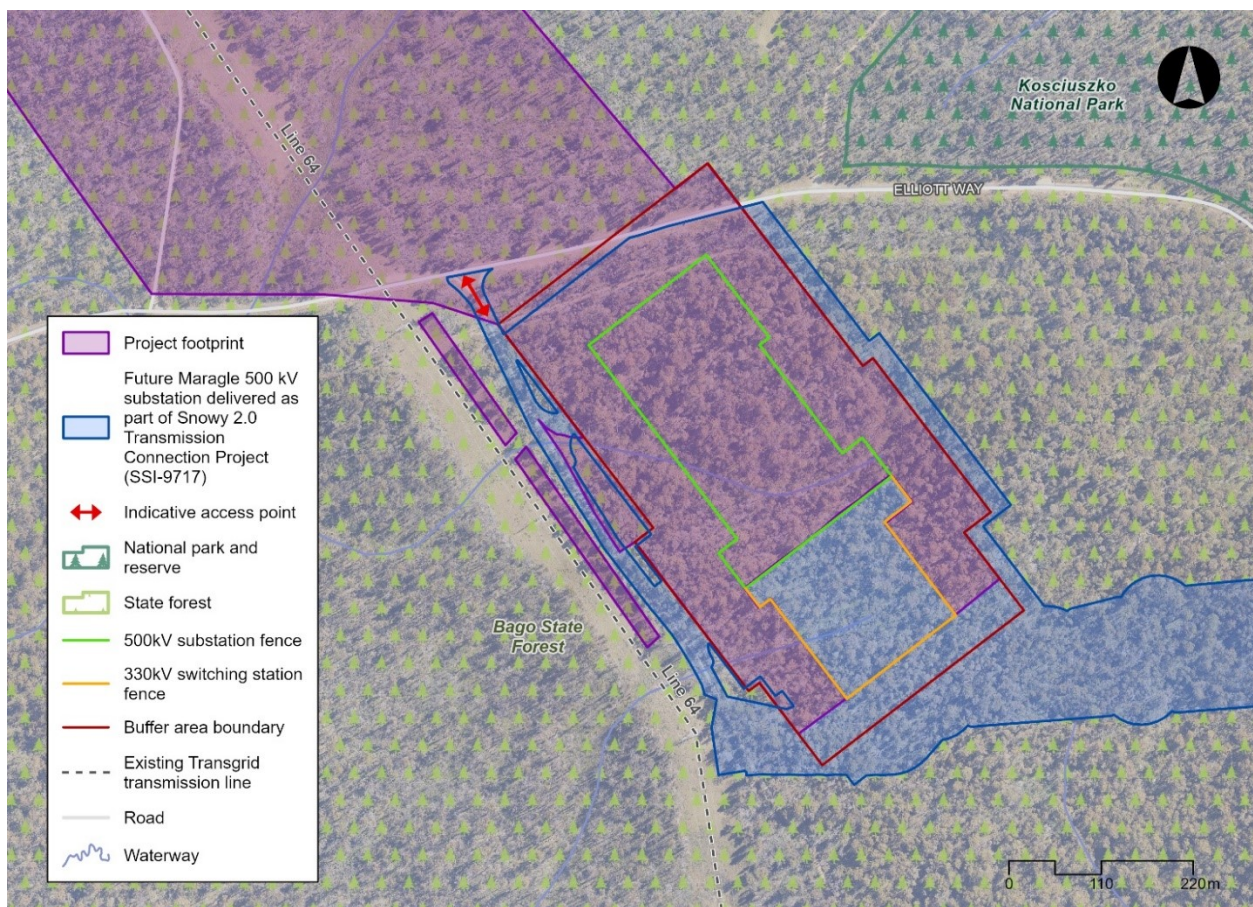 Kosciuszko
National Park
Line 64
ELLIOTT WAY
Project footprint
Future Maragle 500 kV
substation delivered as
part of Snowy 2.0
Transmission
Connection Project
(SSI-9717)
Indicative access point
National park and
reserve
State forest
500kV substation fence
330kV switching station
fence
Buffer area boundary
Existing Transgrid
transmission line
Road
Waterway
Bago State
Forest
Line 64
0 110 220m